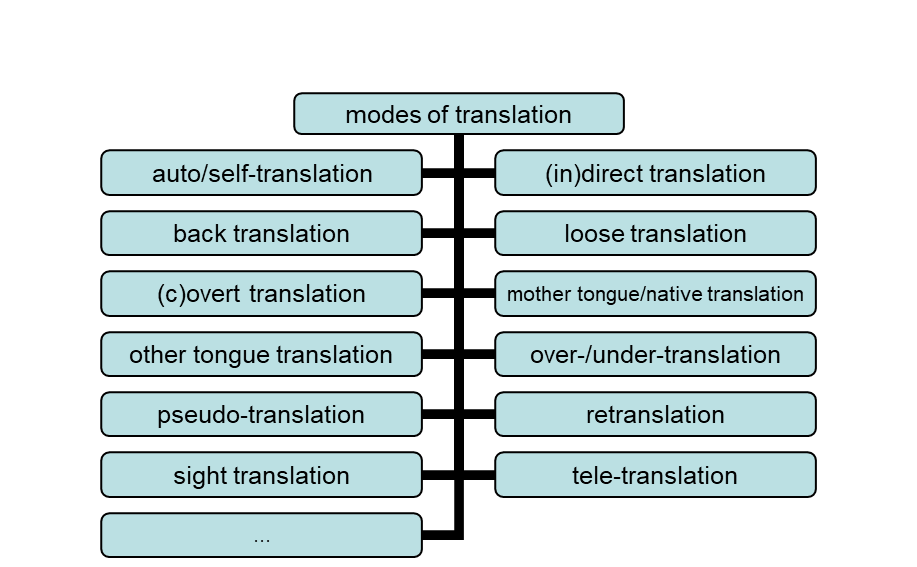 modes of translation
auto/self-translation
(in)direct translation
back translation
loose translation
(c)overt translation
mother tongue/native translation
other tongue translation
over-/under-translation
pseudo-translation
retranslation
sight translation
tele-translation
...